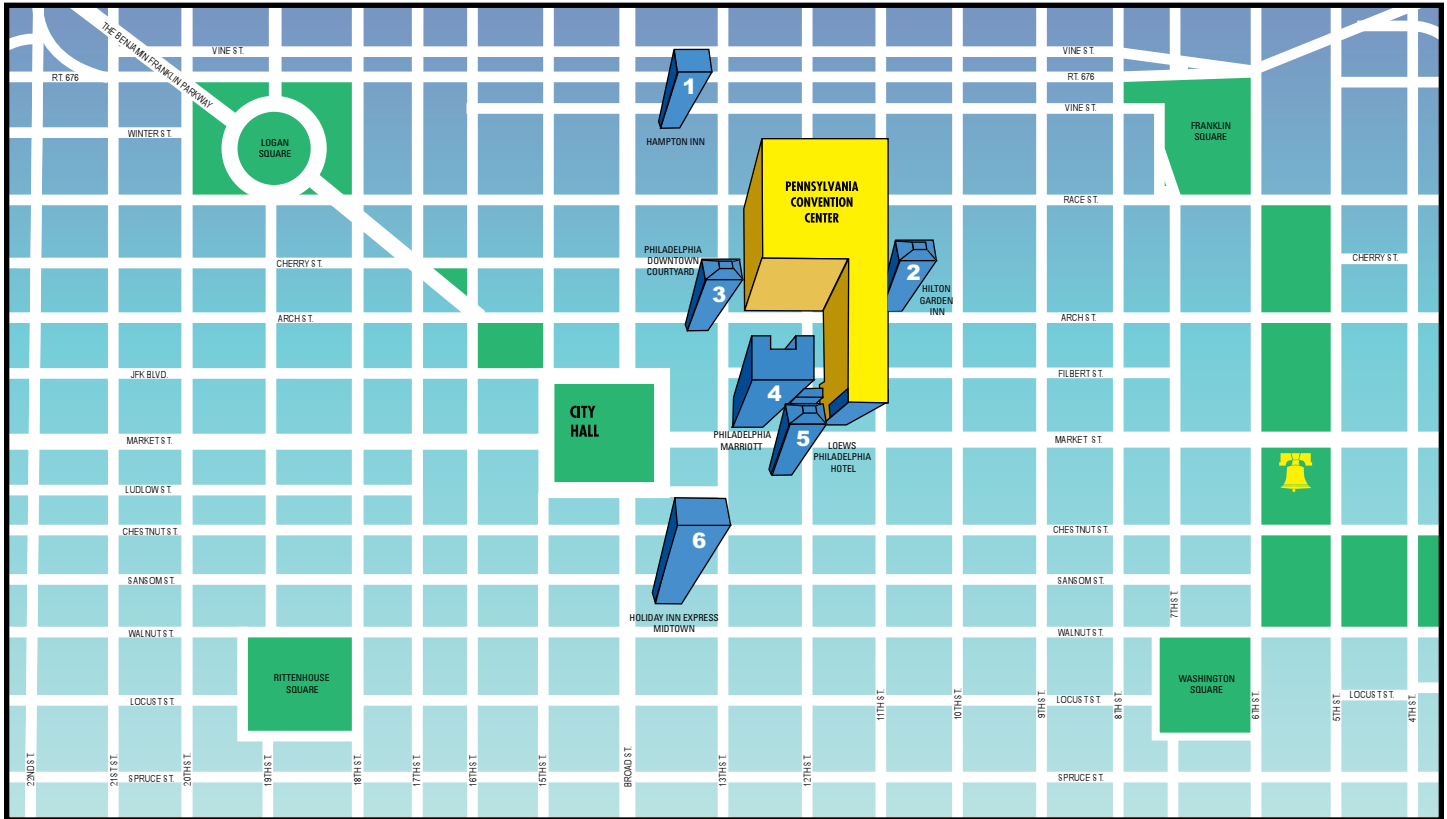 THE BENJAMIN FRANKLIN PARKWAY
VINE ST.
VINE ST.
RT. 676
RT. 676
1
VINE ST.
WINTER ST.
LOGAN
SQUARE
HAMPTON INN
FRANKLIN
SQUARE
PENNSYLVANIA
CONVENTION
CENTER
RACE ST.
PHILADELPHIA
DOWNTOWN
COURTYARD
CHERRY ST.
CHERRY ST.
2
3
HILTON
GARDEN
INN
ARCH ST.
ARCH ST.
JFK BLVD.
FILBERT ST.
4
CITY
HALL
MARKET ST.
PHILADELPHIA
MARRIOTT
5
LOEWS
PHILADELPHIA
HOTEL
MARKET ST.
LUDLOW ST.
CHESTNUT ST.
CHESTNUT ST.
6
SANSOM ST.
SANSOM ST.
7TH ST.
HOLIDAY INN EXPRESS
MIDTOWN
WALNUT ST.
WALNUT ST.
RITTENHOUSE
SQUARE
WASHINGTON
SQUARE
LOCUST ST.
LOCUST ST.
LOCUST ST.
22ND ST.
21ST ST.
20TH ST.
19TH ST.
18TH ST.
17TH ST.
16TH ST.
15TH ST.
BROAD ST.
13TH ST.
12TH ST.
11TH ST.
10TH ST.
9TH ST.
8TH ST.
6TH ST.
5TH ST.
4TH ST.
SPRUCE ST.
SPRUCE ST.